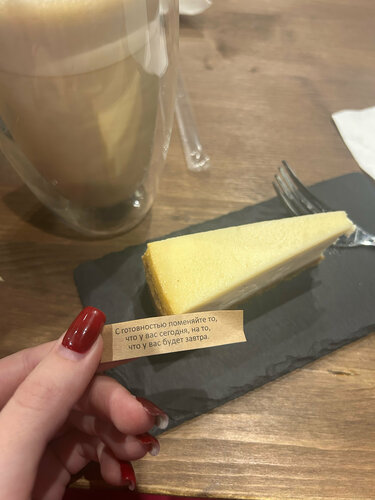 С готовностью поменяйте то,
что у вас сегодня, на то,
что у вас будет завтра.